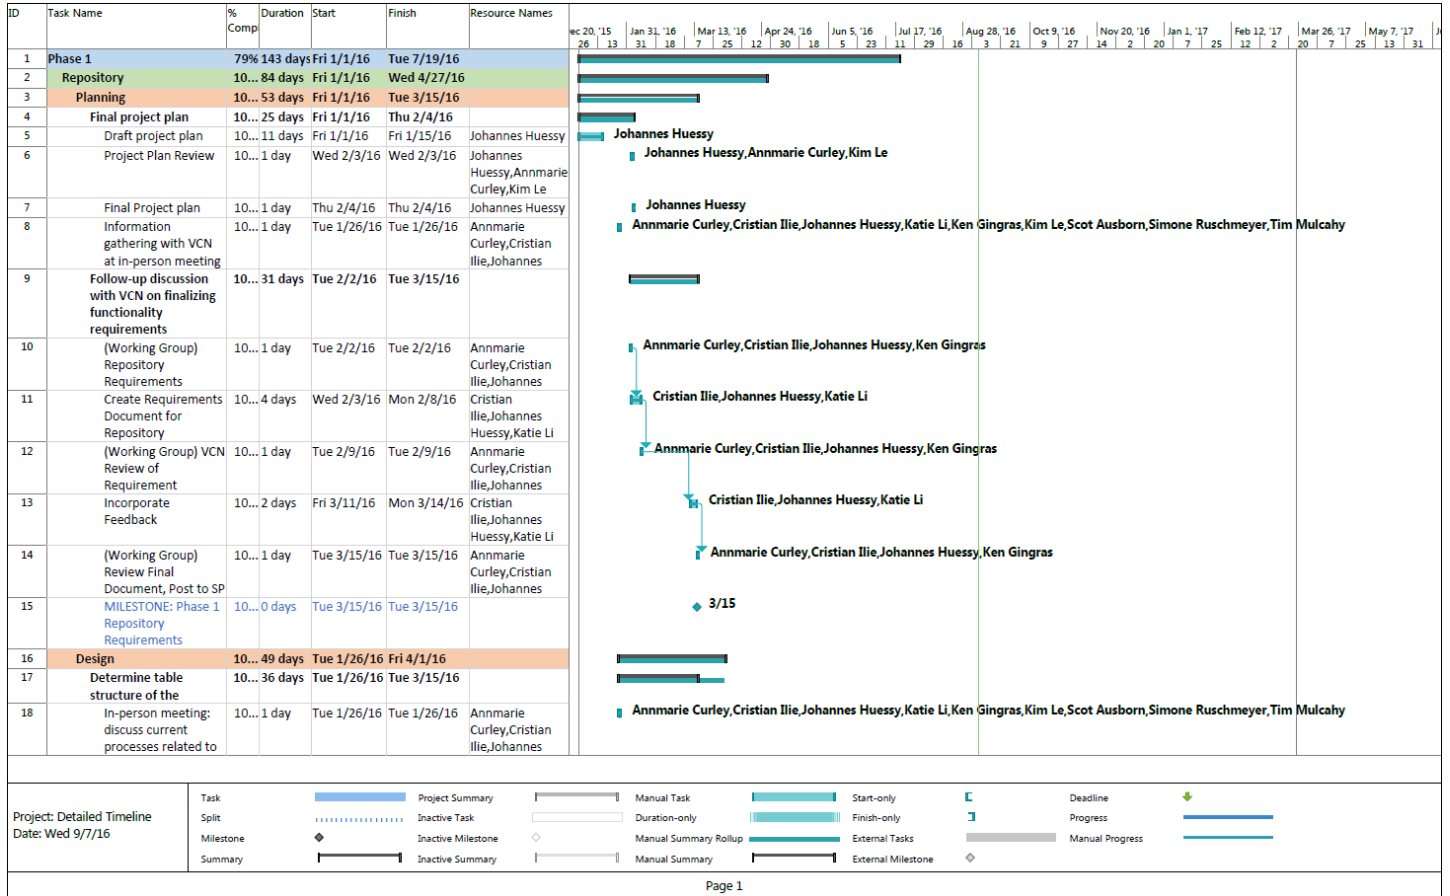 ID Task Name % Comp Duration Start Finish Resource Names
ec 20, '15 Jan 31, '16 Mar 13, '16 Apr 24, '16 Jun 5, '16 Jul 17, '16 Aug 28, '16 Oct 9, '16 Nov 20, '16 Jan 1, '17 Feb 12, '17 Mar 26, '17 May 7, '17
26 13 31 18 7 25 12 30 18 5 23 11 29 16 3 21 9 27 14 2 20 7 25 12 2 20 7 25 13 31
1 Phase 1 79% 143 days Fri 1/1/16 Tue 7/19/16
2 Repository 10... 84 days Fri 1/1/16 Wed 4/27/16
3 Planning 10... 53 days Fri 1/1/16 Tue 3/15/16
4 Final project plan 10... 25 days Fri 1/1/16 Thu 2/4/16
5 Draft project plan 10... 11 days Fri 1/1/16 Fri 1/15/16 Johannes Huessy Johannes Huessy
6 Project Plan Review 10... 1 day Wed 2/3/16 Wed 2/3/16 Johannes Johannes Huessy,Annmarie Curley,Kim Le
Huessy,Annmarie
Curley,Kim Le
7 Final Project plan 10... 1 day Thu 2/4/16 Thu 2/4/16 Johannes Huessy Johannes Huessy
8 Information 10... 1 day Tue 1/26/16 Tue 1/26/16 Annmarie Annmarie Curley,Cristian Ilie,Johannes Huessy,Katie Li,Ken Gingras,Kim Le,Scot Ausborn,Simone Ruschmeyer,Tim Mulcahy
gathering with VCN Curley,Cristian
at in-person meeting Ilie,Johannes
9 Follow-up discussion 10... 31 days Tue 2/2/16 Tue 3/15/16
with VCN on finalizing
functionality
requirements
10 (Working Group) 10... 1 day Tue 2/2/16 Tue 2/2/16 Annmarie Annmarie Curley,Cristian Ilie,Johannes Huessy,Ken Gingras
Repository Curley,Cristian
Requirements Ilie,Johannes
11 Create Requirements 10... 4 days Wed 2/3/16 Mon 2/8/16 Cristian Cristian Ilie,Johannes Huessy,Katie Li
Document for Ilie,Johannes
Repository Huessy,Katie Li
12 (Working Group) VCN 10... 1 day Tue 2/9/16 Tue 2/9/16 Annmarie Annmarie Curley,Cristian Ilie,Johannes Huessy,Ken Gingras
Review of Curley,Cristian
Requirement Ilie,Johannes
13 Incorporate 10... 2 days Fri 3/11/16 Mon 3/14/16 Cristian Cristian Ilie,Johannes Huessy,Katie Li
Feedback Ilie,Johannes
Huessy,Katie Li
14 (Working Group) 10... 1 day Tue 3/15/16 Tue 3/15/16 Annmarie Annmarie Curley,Cristian Ilie,Johannes Huessy,Ken Gingras
Review Final Curley,Cristian
Document, Post to SP Ilie,Johannes
15 MILESTONE: Phase 1 10... 0 days Tue 3/15/16 Tue 3/15/16 3/15
Repository
Requirements
16 Design 10... 49 days Tue 1/26/16 Fri 4/1/16
17 Determine table 10... 36 days Tue 1/26/16 Tue 3/15/16
structure of the
18 In-person meeting: 10... 1 day Tue 1/26/16 Tue 1/26/16 Annmarie Annmarie Curley,Cristian Ilie,Johannes Huessy,Katie Li,Ken Gingras,Kim Le,Scot Ausborn,Simone Ruschmeyer,Tim Mulcahy
discuss current Curley,Cristian
processes related to Ilie,Johannes
Project: Detailed Timeline
Date: Wed 9/7/16
Task Project Summary Manual Task Start-only Deadline
Split Inactive Task Duration-only Finish-only Progress
Milestone Inactive Milestone Manual Summary Rollup External Tasks Manual Progress
Summary Inactive Summary Manual Summary External Milestone
Page 1